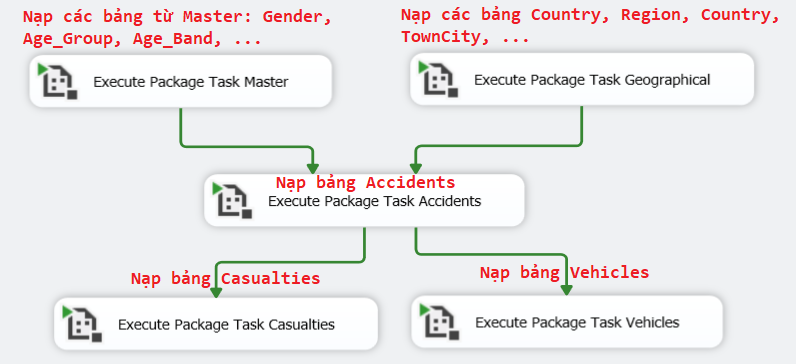 Nạp các bảng từ Master: Gender,
Age_Group, Age_Band, ...
Nạp các bảng Country, Region, Country,
TownCity, ...
Execute Package Task Master
Execute Package Task Geographical
Nạp bảng Accidents
Execute Package Task Accidents
Nạp bảng Casualties
Nạp bảng Vehicles
Execute Package Task Casualties
Execute Package Task Vehicles